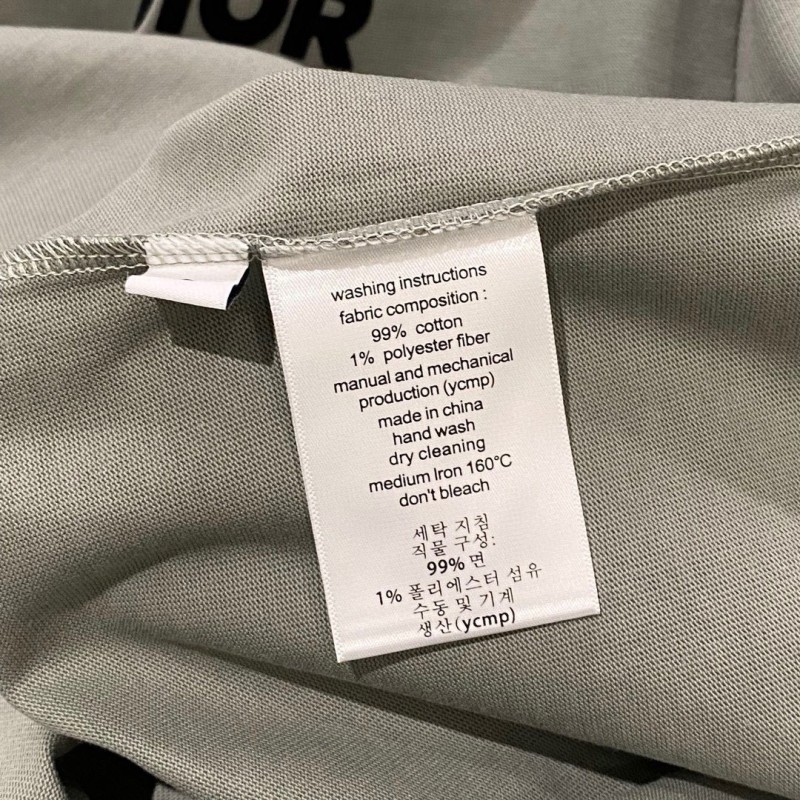 IOR
washing instructions
fabric composition :
99% cotton
1% polyester fiber
manual and mechanical
production (ycmp)
made in china
hand wash
dry cleaning
medium Iron 160°C
don't bleach
세탁 지침
직물 구성:
99% 면
1% 폴리에스터 섬유
수동 및 기계
생산(ycmp)